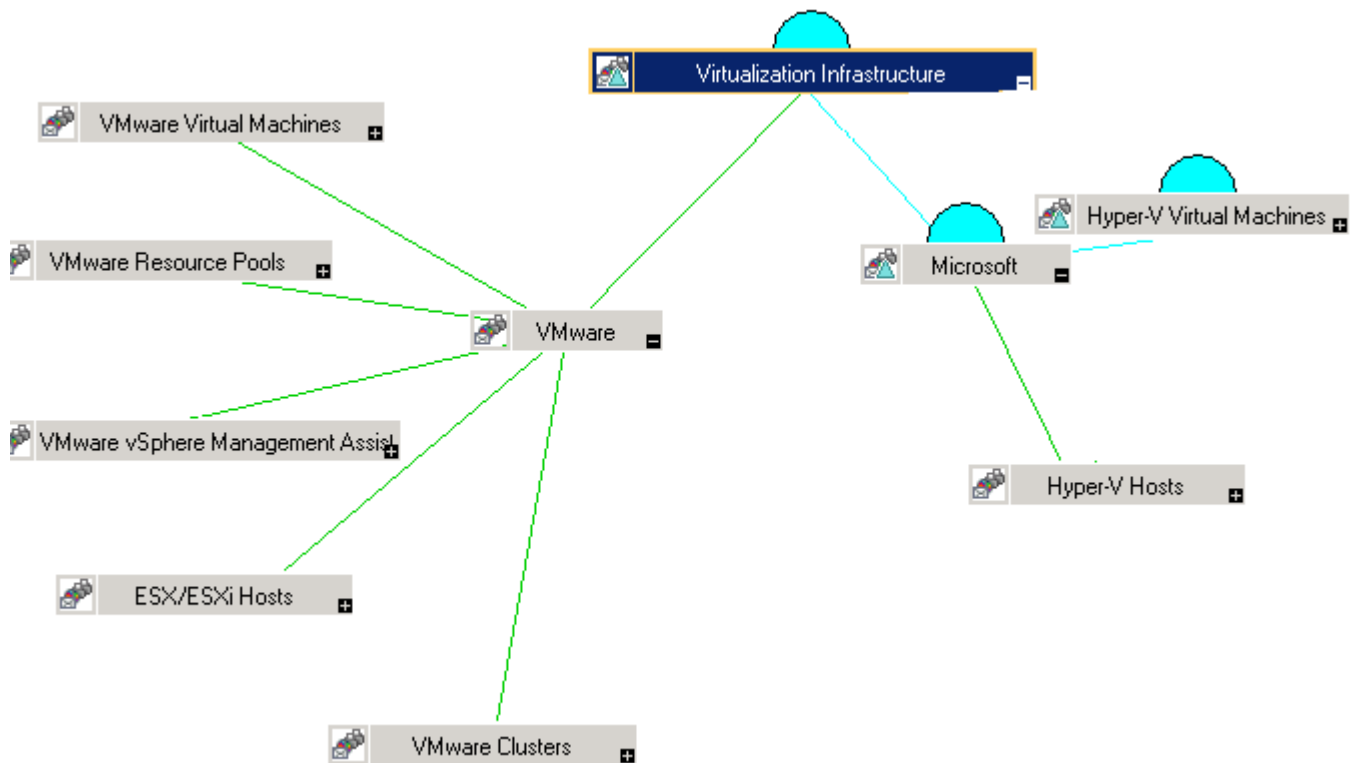 Virtualization Infrastructure
VMware Virtual Machines
Hyper-V Virtual Machines
VMware Resource Pools
Microsoft
VMware
VMware vSphere Management Assist
Hyper-V Hosts
ESX/ESXi Hosts
VMware Clusters